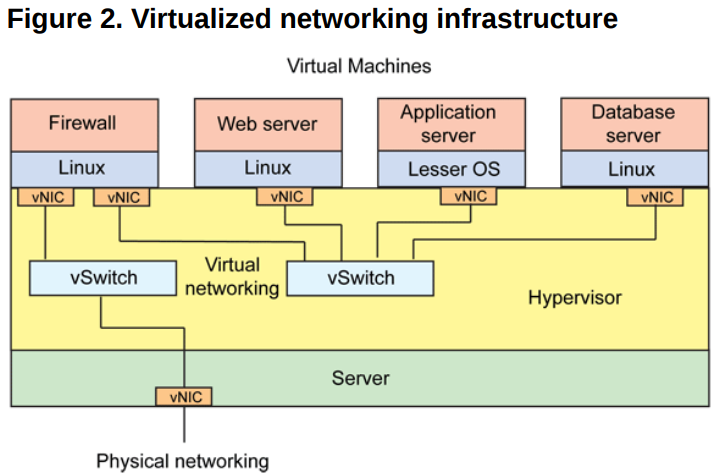 Figure 2. Virtualized networking infrastructure
Virtual Machines
Firewall
Linux
Web server
Linux
Application
server
Lesser OS
Database
server
Linux
vNIC
vNIC
vNIC
vNIC
vNIC
vSwitch
Virtual
networking
vSwitch
Hypervisor
Server
vNIC
Physical networking